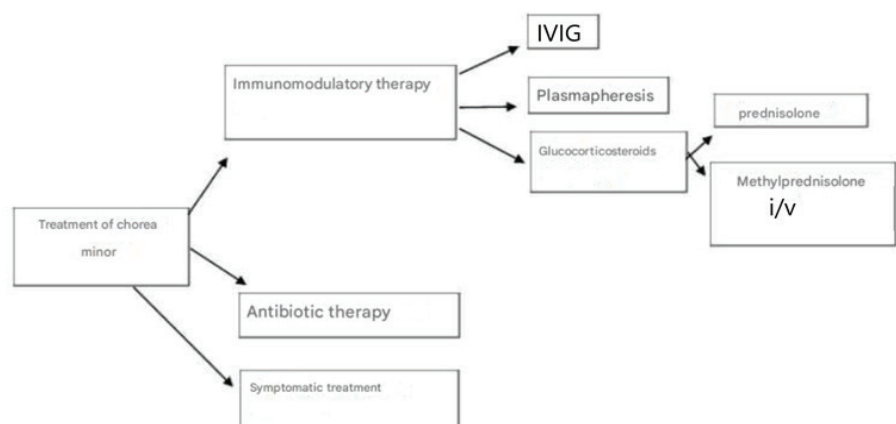 IVIG
Immunomodulatory therapy
Plasmapheresis
prednisolone
Glucocorticosteroids
Methylprednisolone
i/v
Treatment of chorea
minor
Antibiotic therapy
Symptomatic treatment